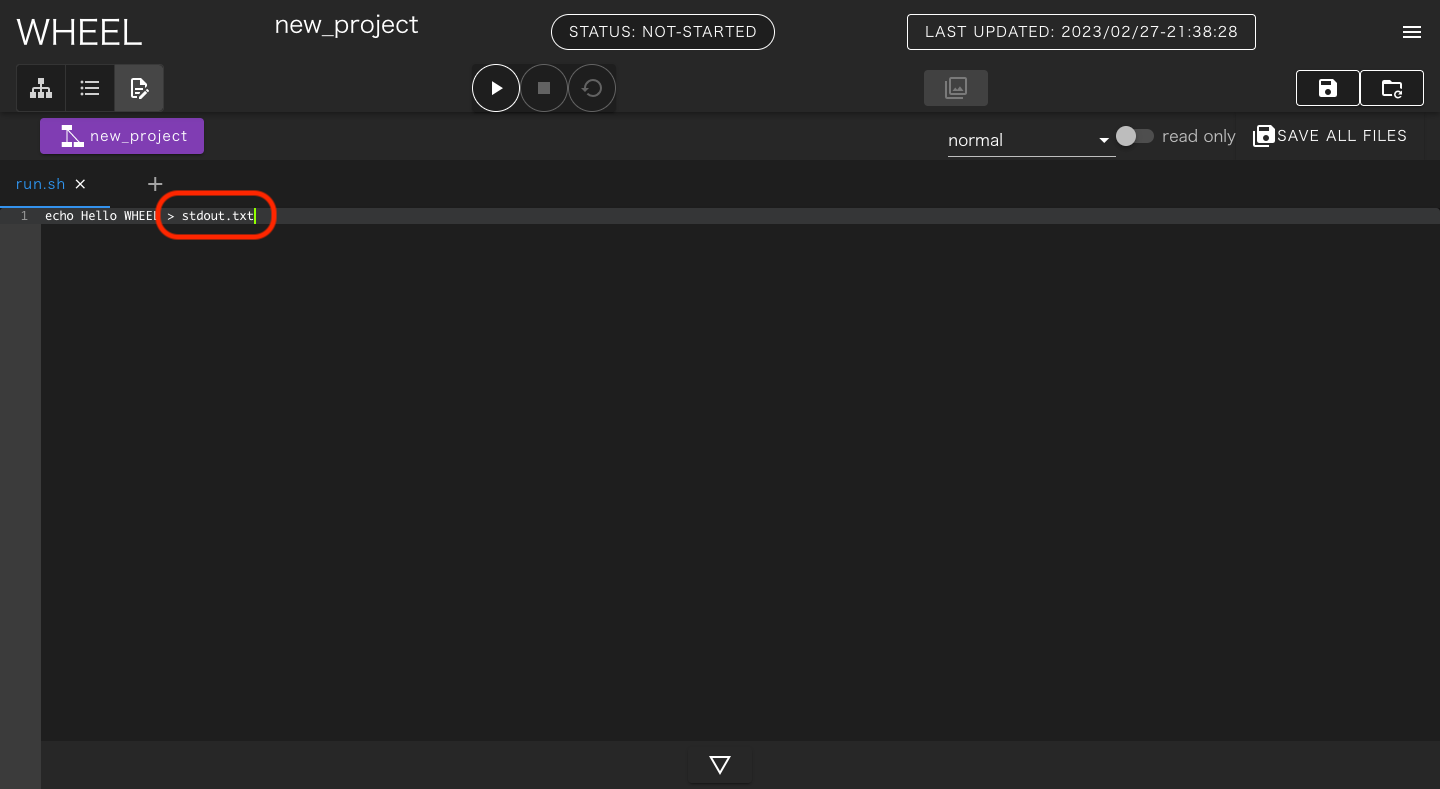 WHEEL
new_project
STATUS: NOT-STARTED
LAST UPDATED: 2023/02/27-21:38:28
new_project
normal
read only
SAVE ALL FILES
run.sh
1
echo Hello WHEEL > stdout.txt